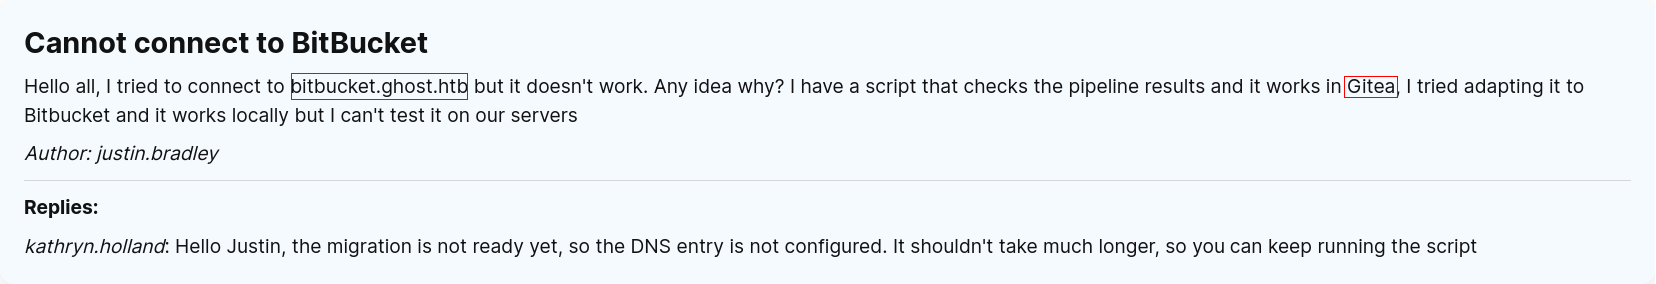 Cannot connect to BitBucket
Hello all, I tried to connect to bitbucket.ghost.htb but it doesn't work. Any idea why? I have a script that checks the pipeline results and it works in Gitea, I tried adapting it to
Bitbucket and it works locally but I can't test it on our servers
Author: justin.bradley
Replies:
kathryn.holland: Hello Justin, the migration is not ready yet, so the DNS entry is not configured. It shouldn't take much longer, so you can keep running the script